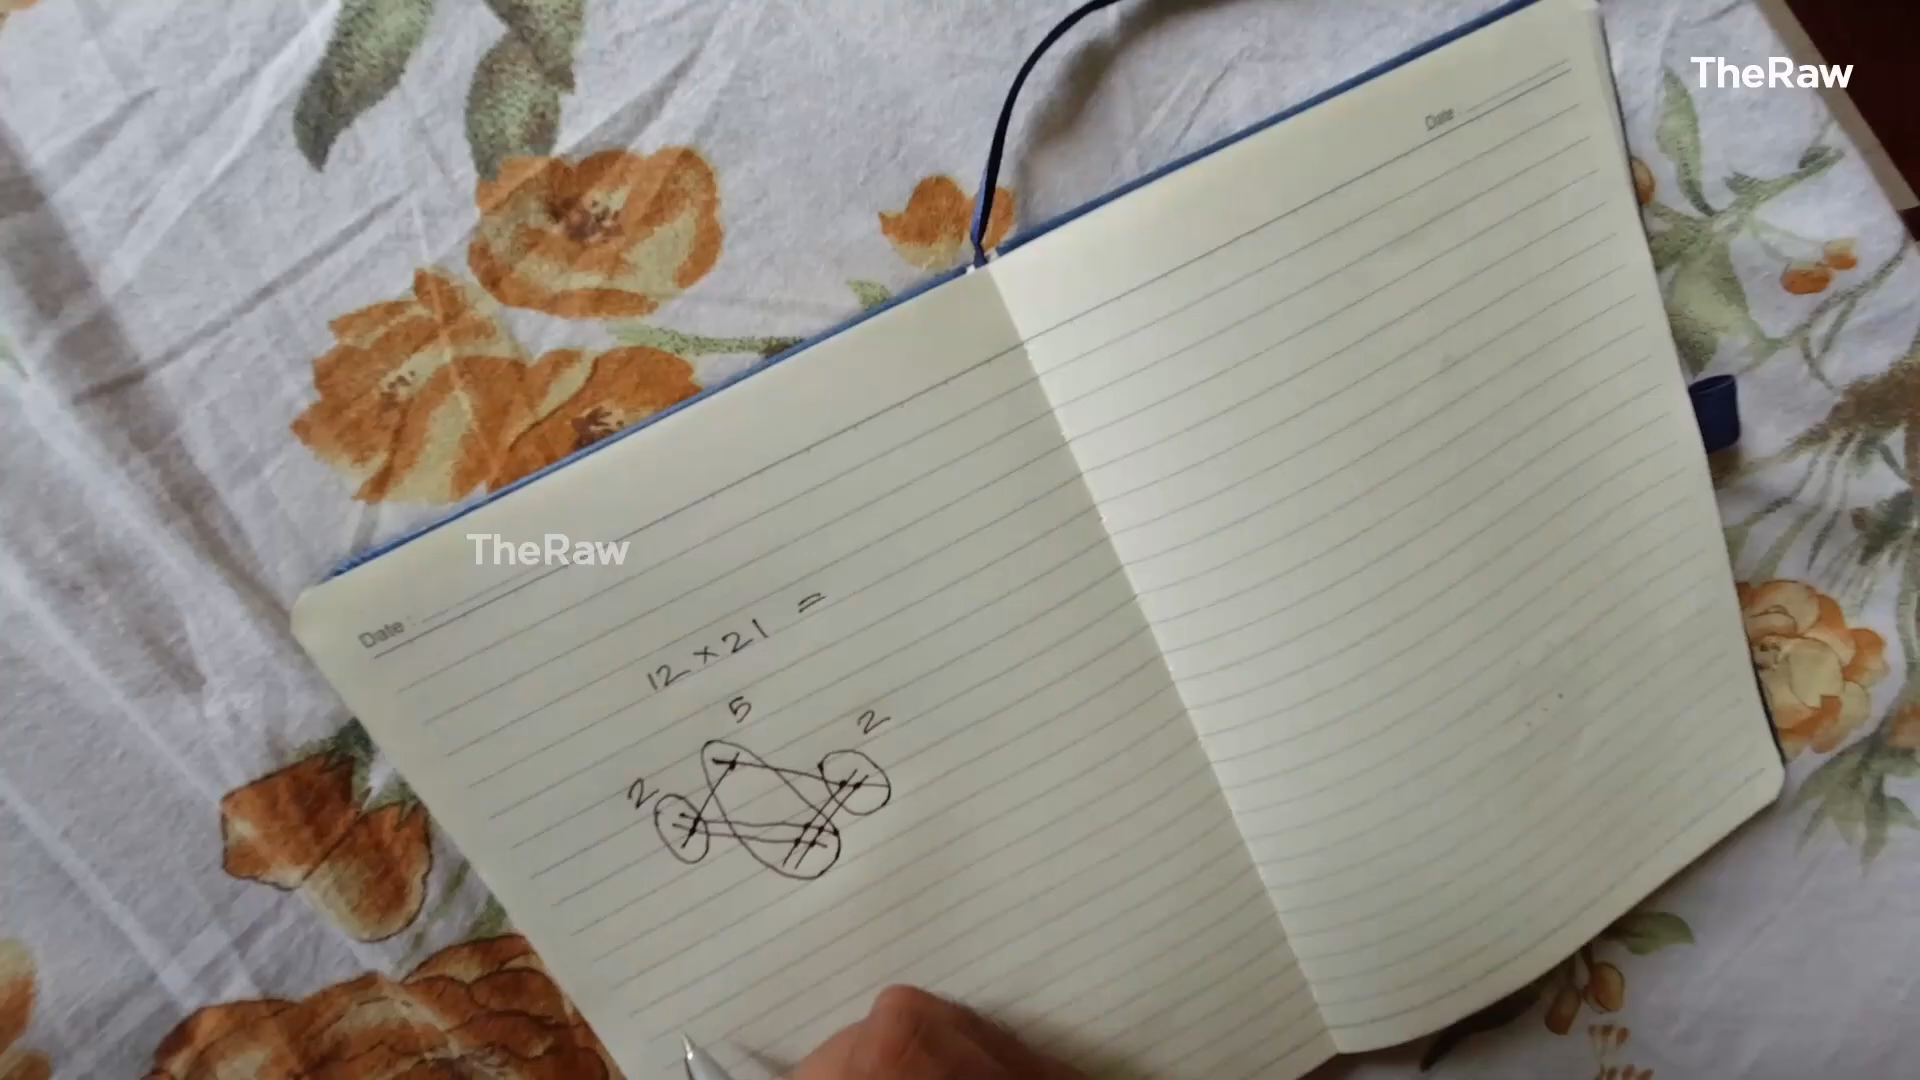 TheRaw
Date
TheRaw
Date :
12 × 21 =
5
2
2